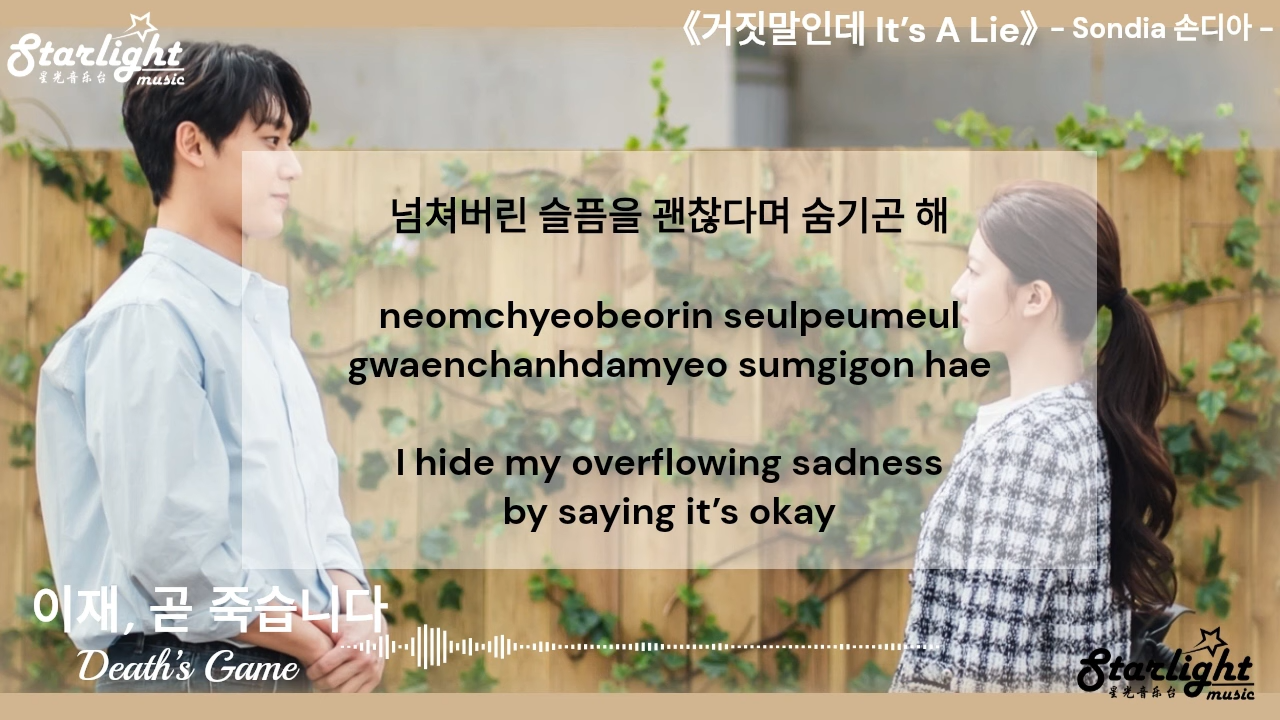 Starlight
星光音乐台 music
《거짓말인데 It’s A Lie》 – Sondia 손디아 –
넘쳐버린 슬픔을 괜찮다며 숨기곤 해
neomchyeobeorin seulpeumeul
gwaenchanhdamyeo sumgigon hae
I hide my overflowing sadness
by saying it’s okay
이재, 곧 죽습니다
Death’s Game
Starlight
星光音乐台 music